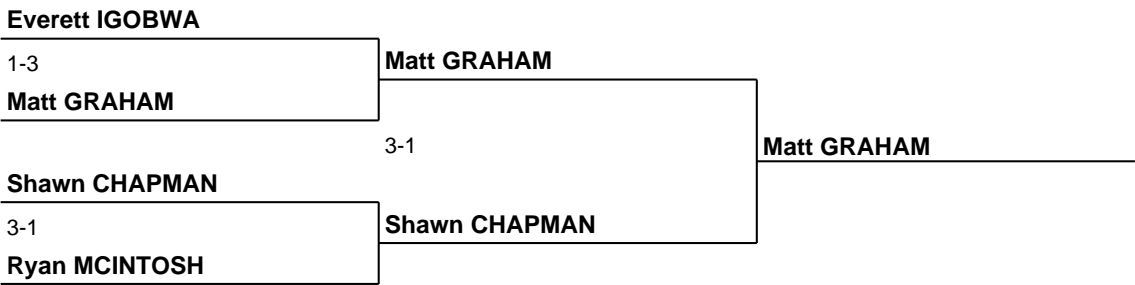 Everett IGOBWA
1-3
Matt GRAHAM
Matt GRAHAM
3-1
Matt GRAHAM
Shawn CHAPMAN
3-1
Shawn CHAPMAN
Ryan MCINTOSH